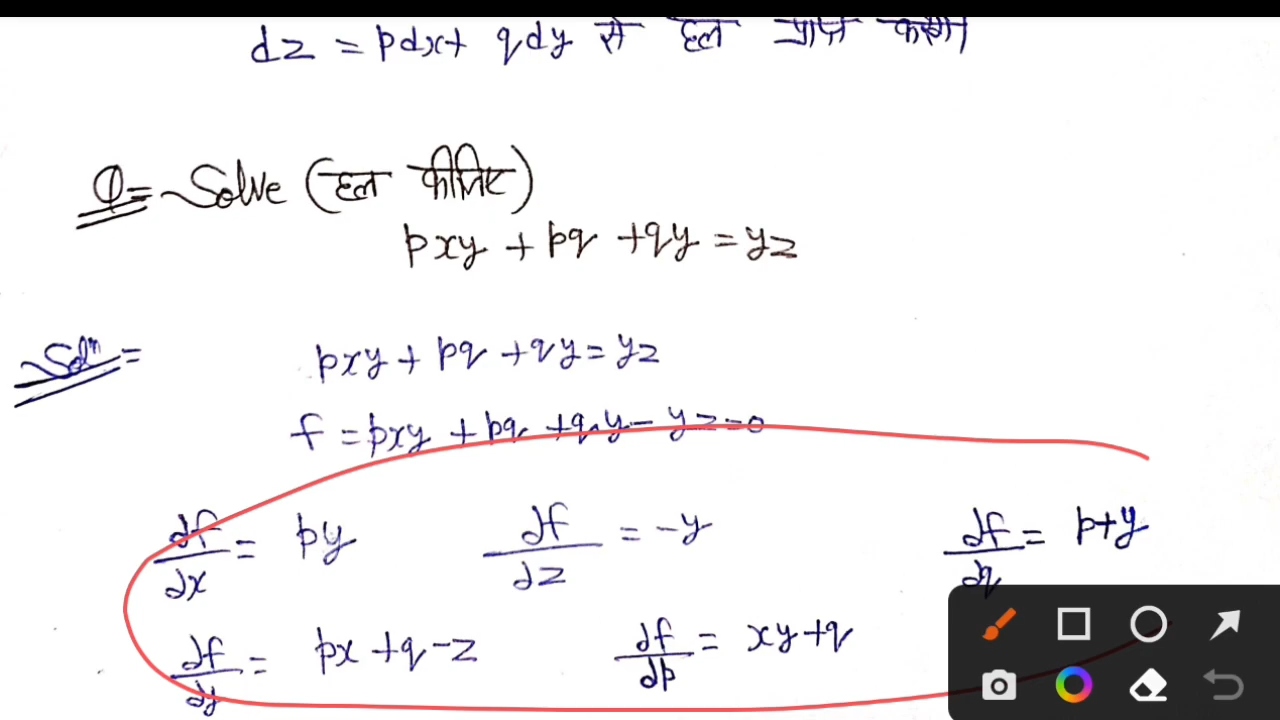 dz = pdx + qdy से हल प्राप्त करेंगे।
Q = Solve (हल कीजिए)
pxy + pq + qy = yz
Solⁿ = pxy + pq + qy = yz
f = pxy + pq + qy - yz = 0
∂f/∂x = py ∂f/∂z = -y ∂f/∂q = p+y
∂f/∂y = px + q - z ∂f/∂p = xy + q